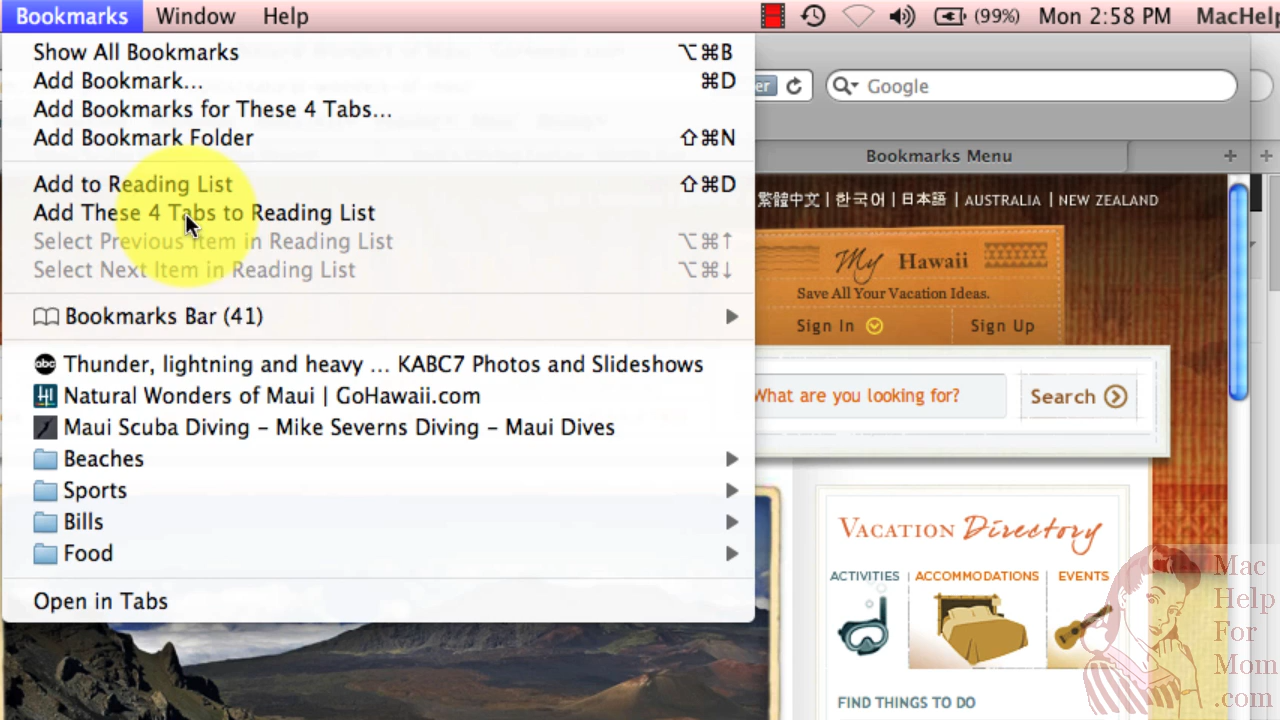 Bookmarks Window Help (99%) Mon 2:58 PM MacHelp
Show All Bookmarks ⌥⌘B
Add Bookmark... ⌘D
Add Bookmarks for These 4 Tabs...
Add Bookmark Folder ⇧⌘N
Add to Reading List ⇧⌘D
Add These 4 Tabs to Reading List
Select Previous Item in Reading List ⌥⌘↑
Select Next Item in Reading List ⌥⌘↓
Bookmarks Bar (41)
abc
Thunder, lightning and heavy ... KABC7 Photos and Slideshows
Natural Wonders of Maui | GoHawaii.com
Maui Scuba Diving – Mike Severns Diving – Maui Dives
Beaches
Sports
Bills
Food
Open in Tabs
er Google
Bookmarks Menu
繁體中文 | 한국어 | 日本語 | AUSTRALIA | NEW ZEALAND
My Hawaii
Save All Your Vacation Ideas.
Sign In Sign Up
What are you looking for? Search
VACATION Directory
ACTIVITIES | ACCOMMODATIONS | EVENTS
FIND THINGS TO DO
Mac
Help
For
Mom
.com